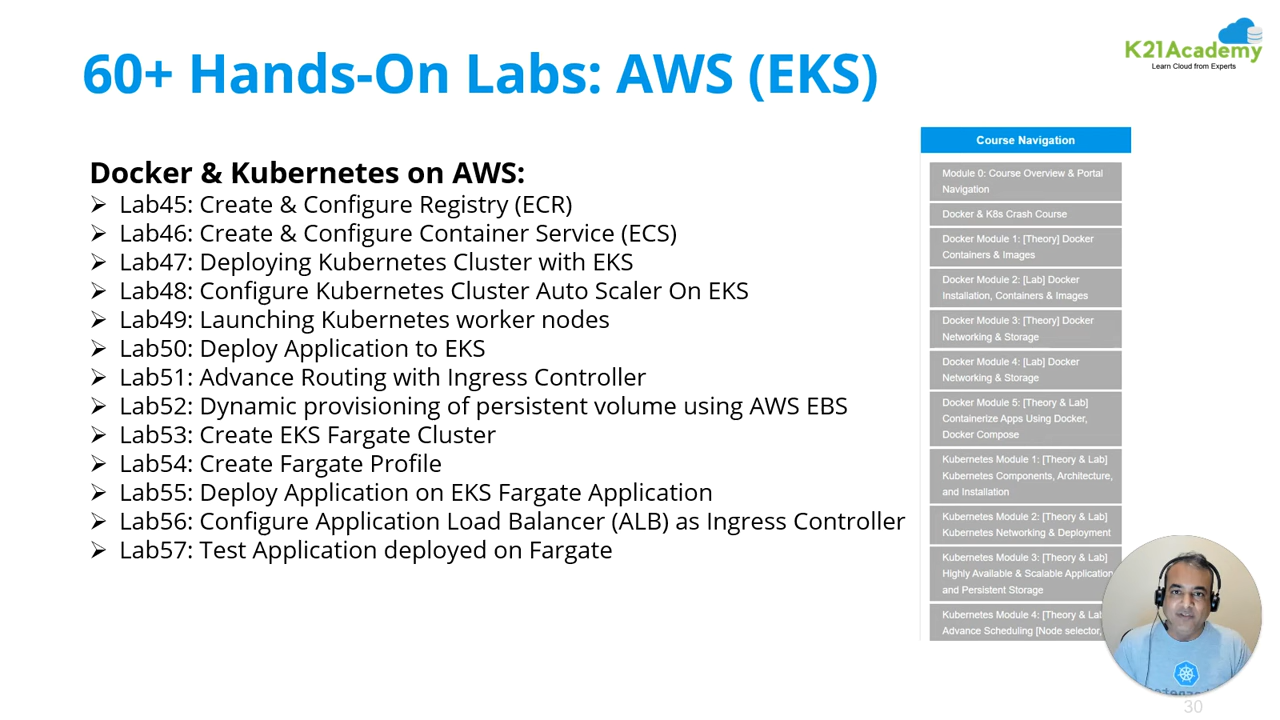 60+ Hands-On Labs: AWS (EKS)
K21Academy
Learn Cloud from Experts
Docker & Kubernetes on AWS:
Lab45: Create & Configure Registry (ECR)
Lab46: Create & Configure Container Service (ECS)
Lab47: Deploying Kubernetes Cluster with EKS
Lab48: Configure Kubernetes Cluster Auto Scaler On EKS
Lab49: Launching Kubernetes worker nodes
Lab50: Deploy Application to EKS
Lab51: Advance Routing with Ingress Controller
Lab52: Dynamic provisioning of persistent volume using AWS EBS
Lab53: Create EKS Fargate Cluster
Lab54: Create Fargate Profile
Lab55: Deploy Application on EKS Fargate Application
Lab56: Configure Application Load Balancer (ALB) as Ingress Controller
Lab57: Test Application deployed on Fargate
Course Navigation
Module 0: Course Overview & Portal
Navigation
Docker & K8s Crash Course
Docker Module 1: [Theory] Docker
Containers & Images
Docker Module 2: [Lab] Docker
Installation, Containers & Images
Docker Module 3: [Theory] Docker
Networking & Storage
Docker Module 4: [Lab] Docker
Networking & Storage
Docker Module 5: [Theory & Lab]
Containerize Apps Using Docker,
Docker Compose
Kubernetes Module 1: [Theory & Lab]
Kubernetes Components, Architecture,
and Installation
Kubernetes Module 2: [Theory & Lab]
Kubernetes Networking & Deployment
Kubernetes Module 3: [Theory & Lab]
Highly Available & Scalable Application
and Persistent Storage
Kubernetes Module 4: [Theory & La
Advance Scheduling [Node selector,
30